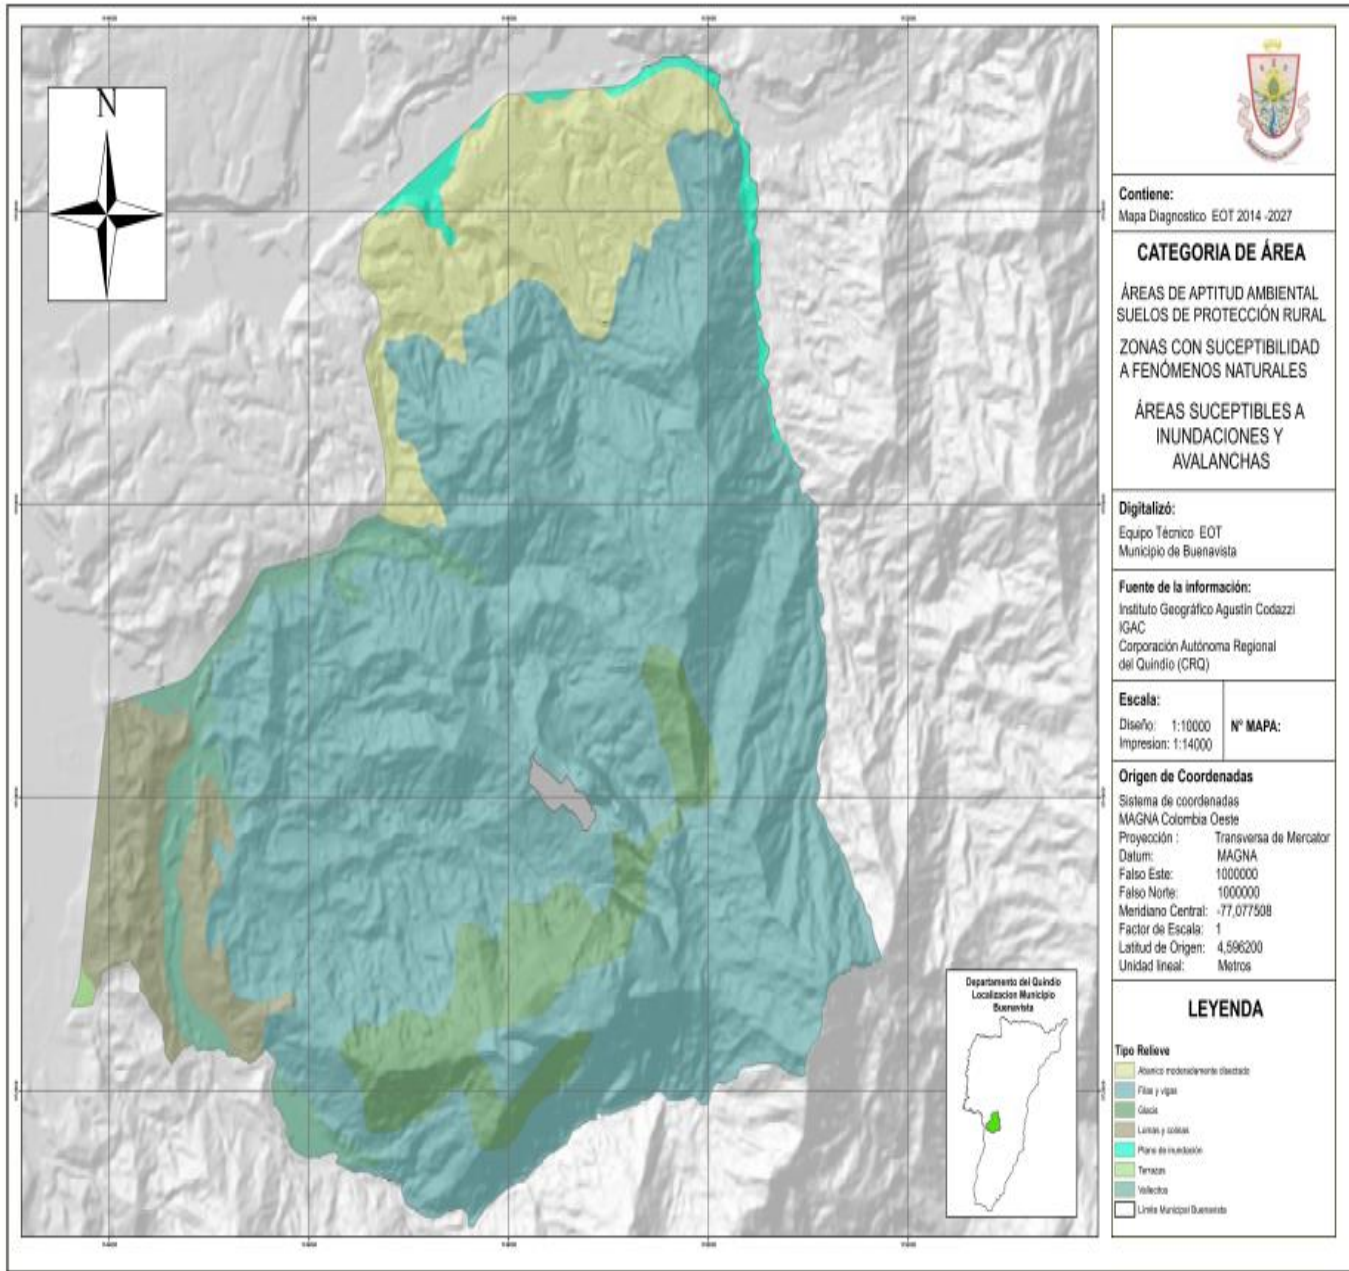 N
Contiene:
Mapa Diagnostico EOT 2014 -2027
CATEGORIA DE ÁREA
ÁREAS DE APTITUD AMBIENTAL
SUELOS DE PROTECCIÓN RURAL
ZONAS CON SUCEPTIBILIDAD
A FENÓMENOS NATURALES
ÁREAS SUCEPTIBLES A
INUNDACIONES Y
AVALANCHAS
Digitalizó:
Equipo Técnico EOT
Municipio de Buenavista
Fuente de la información:
Instituto Geográfico Agustín Codazzi
IGAC
Corporación Autónoma Regional
del Quindío (CRQ)
Escala:
Diseño: 1:10000
Impresion: 1:14000
N° MAPA:
Origen de Coordenadas
Sistema de coordenadas
MAGNA Colombia Oeste
Proyección : Transversa de Mercator
Datum: MAGNA
Falso Este: 1000000
Falso Norte: 1000000
Meridiano Central: -77,077508
Factor de Escala: 1
Latitud de Origen: 4,596200
Unidad lineal: Metros
Departamento del Quindio
Localizacion Municipio
Buenavista
LEYENDA
Tipo Relieve
Abanico moderadamente disectado
Filas y vigas
Glacis
Lomas y colinas
Plano de inundación
Terrazas
Vallecitos
Limite Municipal Buenavista